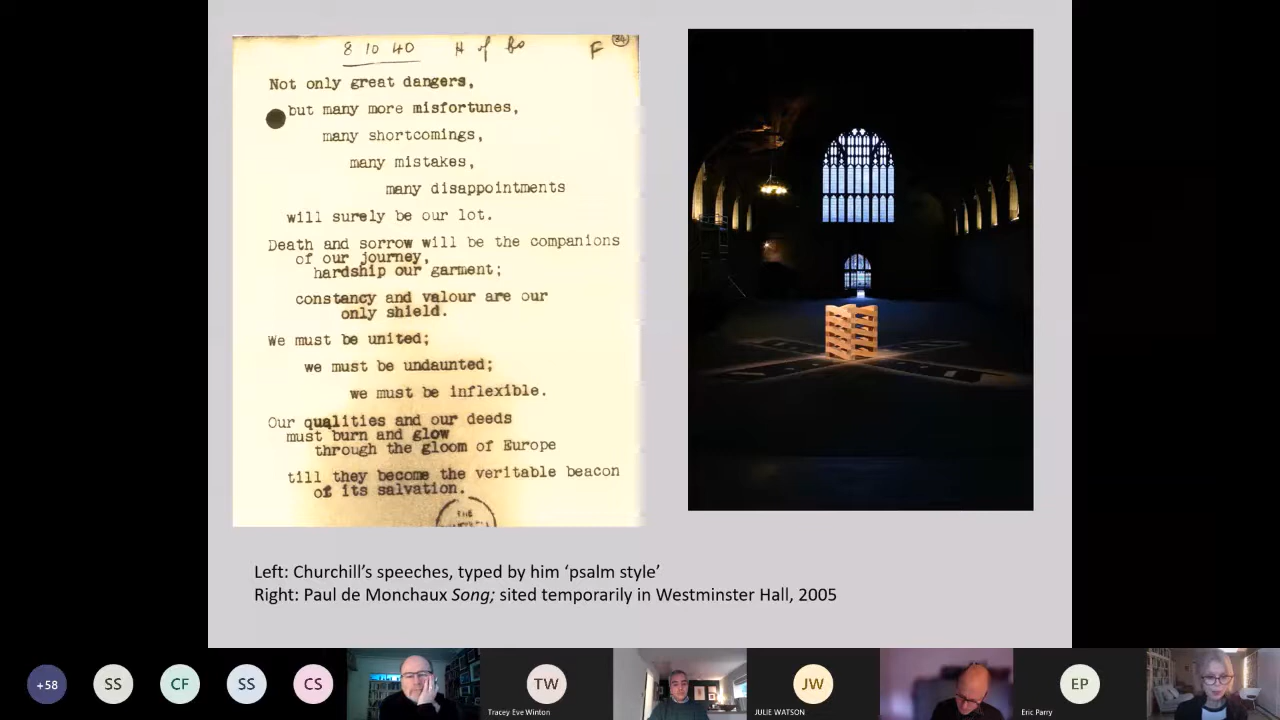 8 10 40 H of
F 34
Not only great dangers,
but many more misfortunes,
many shortcomings,
many mistakes,
many disappointments
will surely be our lot.
Death and sorrow will be the companions
of our journey,
hardship our garment;
constancy and valour are our
only shield.
We must be united;
we must be undaunted;
we must be inflexible.
Our qualities and our deeds
must burn and glow
through the gloom of Europe
till they become the veritable beacon
of its salvation.
THE
Left: Churchill’s speeches, typed by him ‘psalm style’
Right: Paul de Monchaux Song; sited temporarily in Westminster Hall, 2005
+58
SS
CF
SS
CS
TW
Tracey Eve Winton
JW
JULIE WATSON
EP
Eric Parry